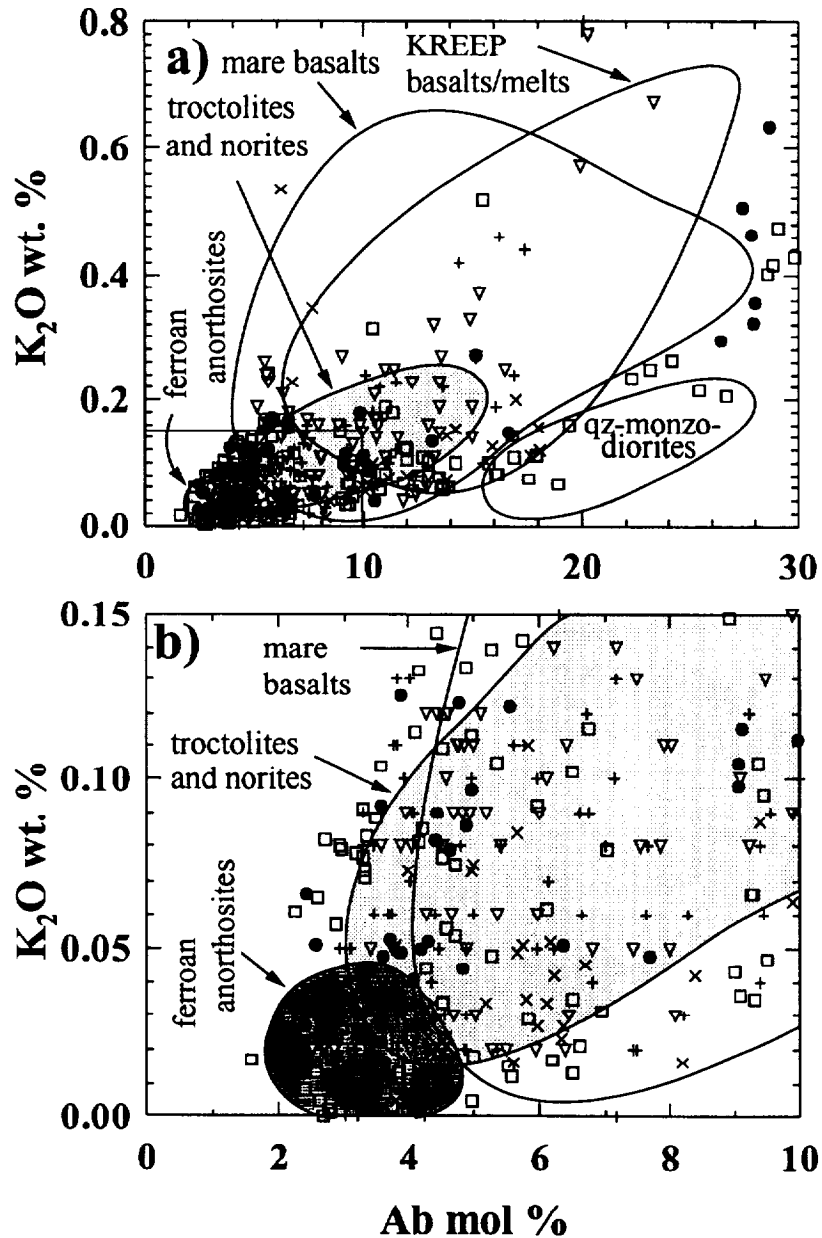 0.8
a) mare basalts
KREEP
basalts/melts
troctolites
and norites
0.6
K2O wt. %
ferroan
anorthosites
0.4
0.2
qz-monzo-
diorites
0.0
0 10 20 30
0.15
b)
mare
basalts
troctolites
and norites
0.10
K2O wt. %
ferroan
anorthosites
0.05
0.00
0 2 4 6 8 10
Ab mol %